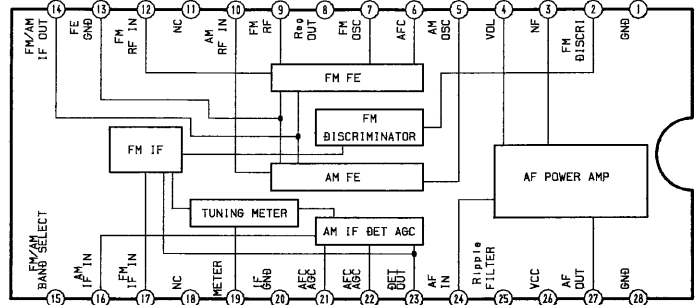 14 13 12 11 10 9 8 7 6 5 4 3 2 1
FM/AM
IF OUT
FE
GND
FM
RF IN
NC
AM
RF IN
FM
RF
Reg
OUT
FM
OSC
AFC
AM
OSC
VOL
NF
FM
DISCRI
GND
FM FE
FM
DISCRIMINATOR
FM IF
AM FE
AF POWER AMP
TUNING METER
AM IF DET AGC
FM/AM
BAND SELECT
AM
IF IN
FM
IF IN
NC
METER
IF
GND
AFC
AGC
AFC
AGC
DET
OUT
AF
IN
Ripple
FILTER
VCC
AF
OUT
GND
15 16 17 18 19 20 21 22 23 24 25 26 27 28